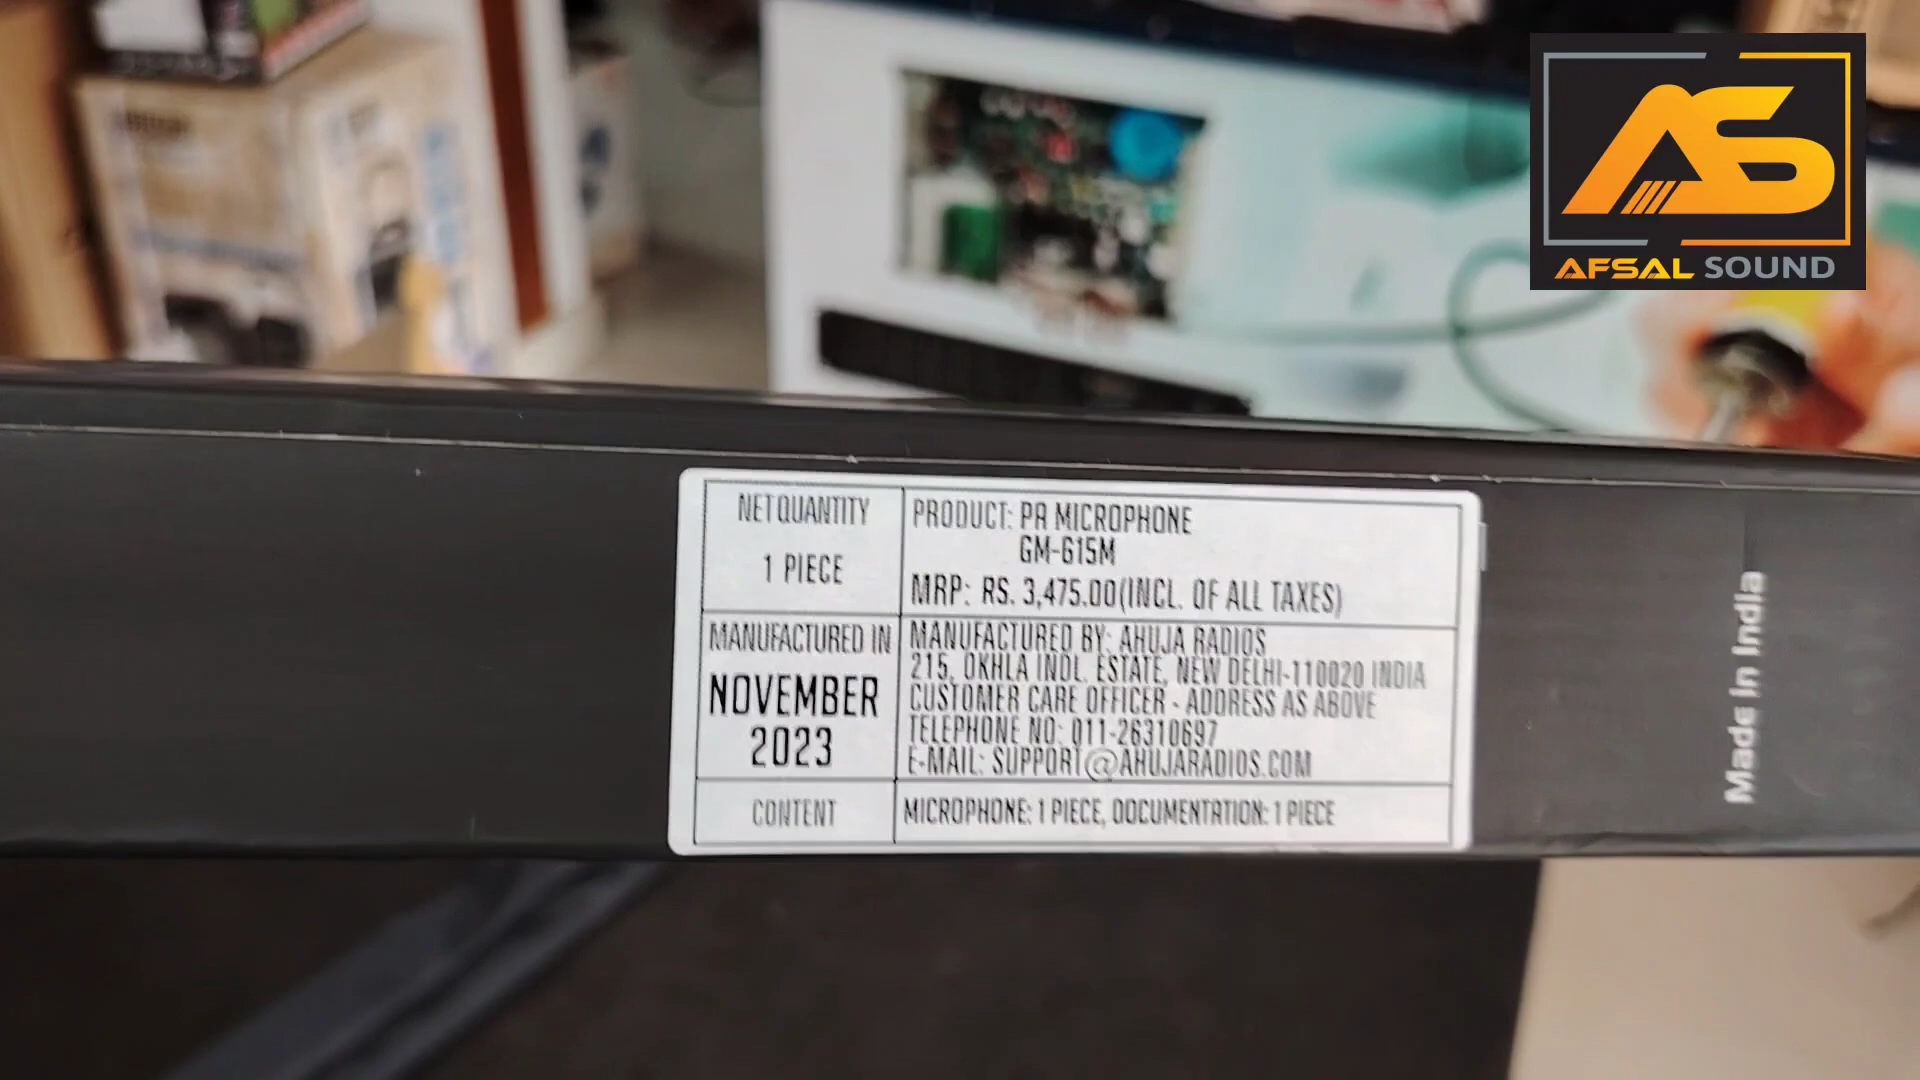 AS
AFSAL SOUND
NET QUANTITY
1 PIECE
PRODUCT: PA MICROPHONE
GM-615M
MRP: RS. 3,475.00(INCL. OF ALL TAXES)
MANUFACTURED IN
NOVEMBER
2023
MANUFACTURED BY: AHUJA RADIOS
215, OKHLA INDL. ESTATE, NEW DELHI-110020 INDIA
CUSTOMER CARE OFFICER - ADDRESS AS ABOVE
TELEPHONE NO: 011-26310697
E-MAIL: SUPPORT@AHUJARADIOS.COM
CONTENT
MICROPHONE: 1 PIECE, DOCUMENTATION: 1 PIECE
Made in India